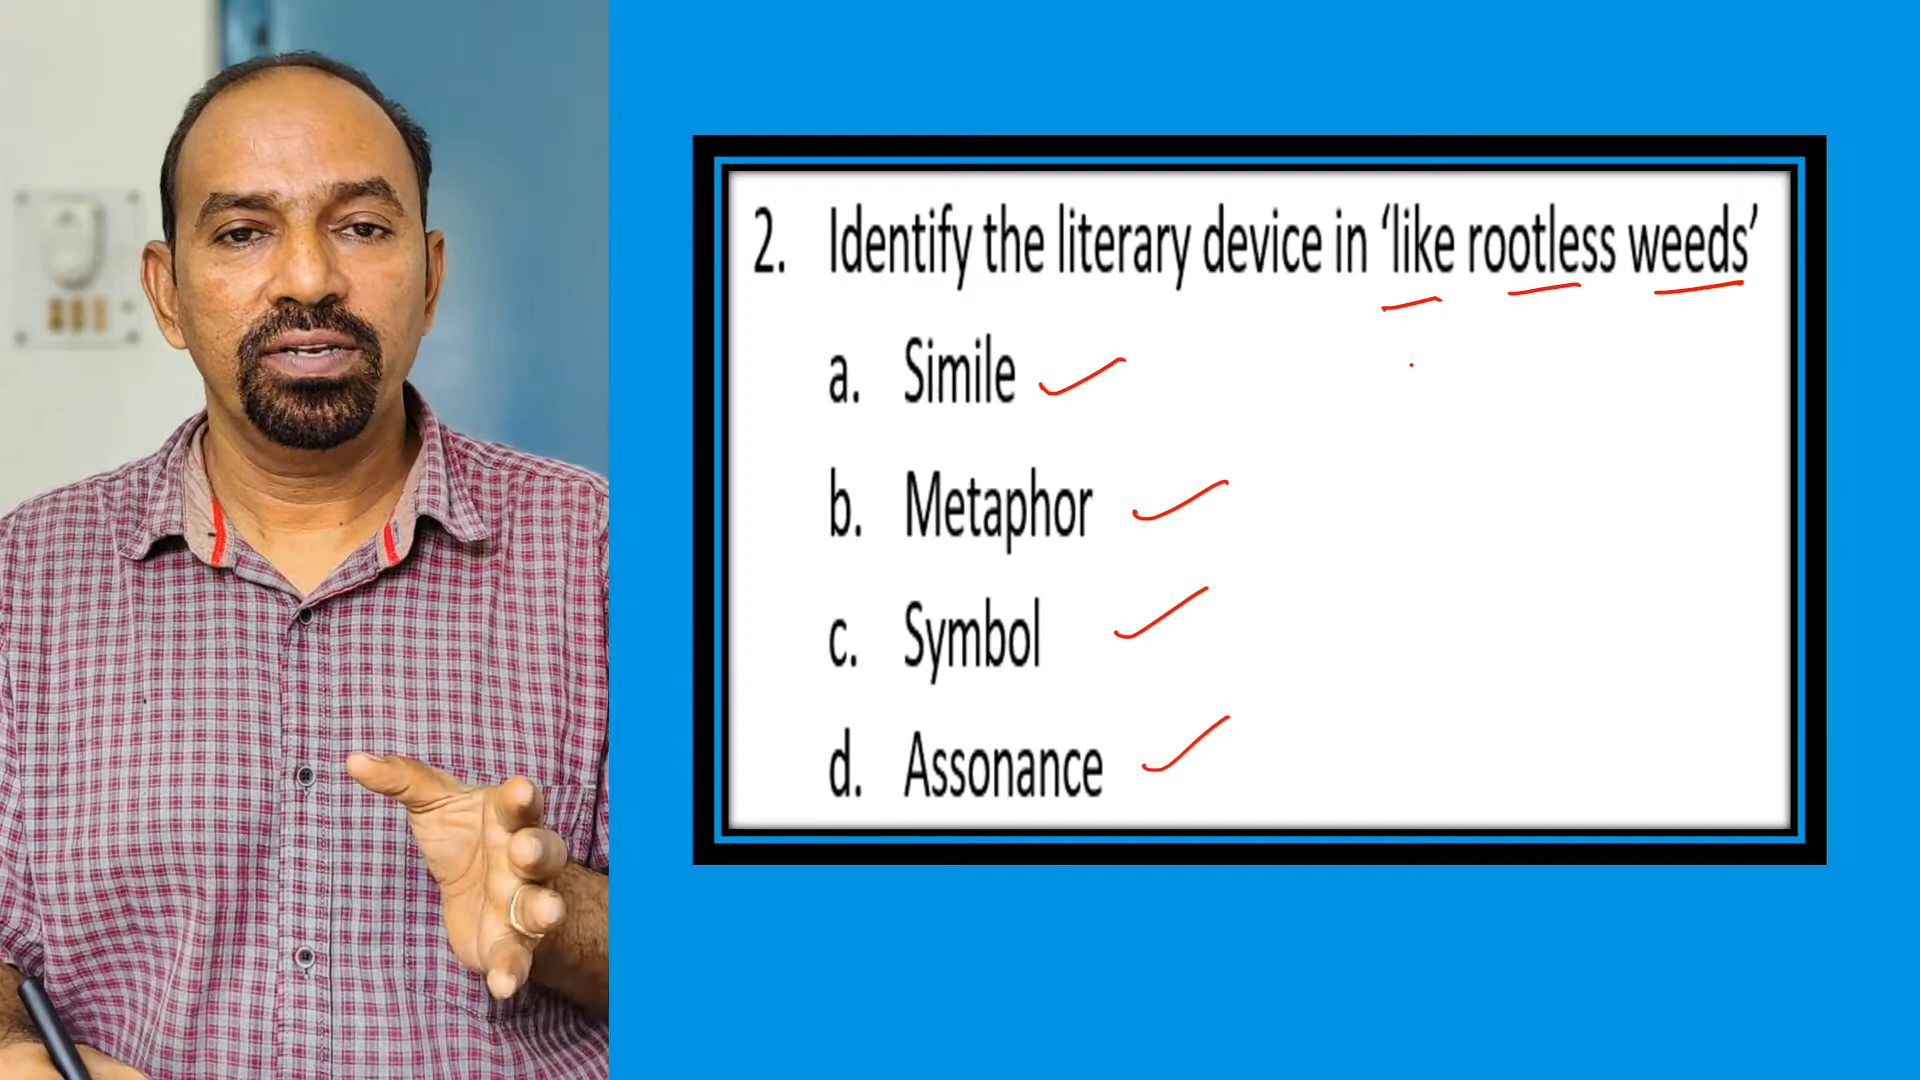 2. Identify the literary device in ‘like rootless weeds’
a. Simile
b. Metaphor
c. Symbol
d. Assonance